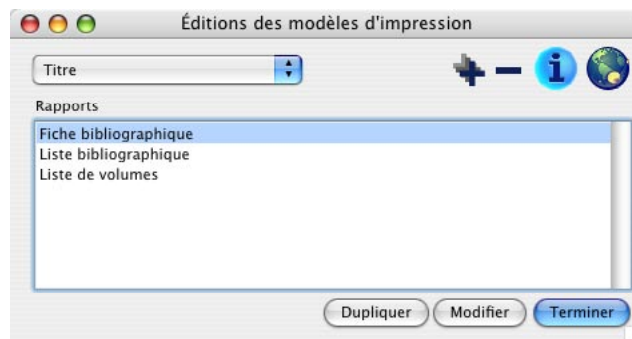 Éditions des modèles d'impression
Titre
Rapports
Fiche bibliographique
Liste bibliographique
Liste de volumes
Dupliquer Modifier Terminer